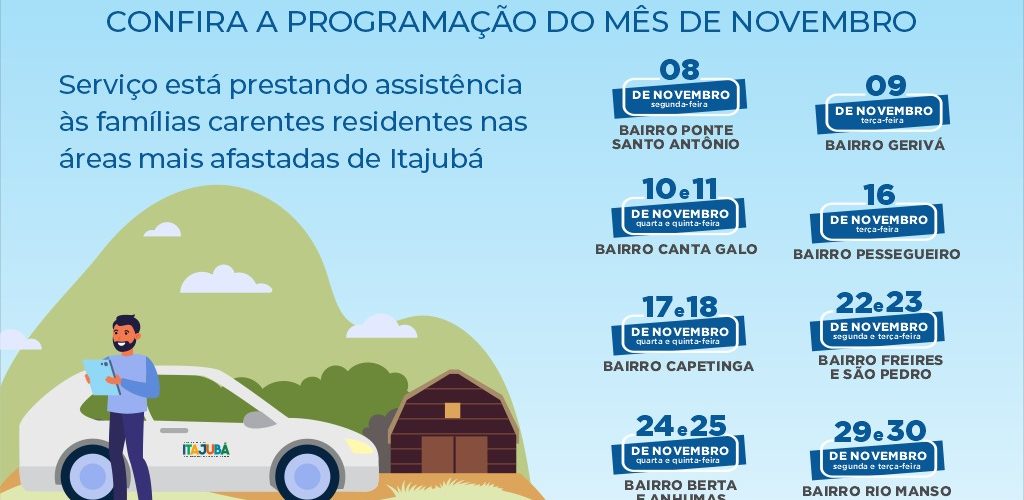 CONFIRA A PROGRAMAÇÃO DO MÊS DE NOVEMBRO
Serviço está prestando assistência
às famílias carentes residentes nas
áreas mais afastadas de Itajubá
08
DE NOVEMBRO
segunda-feira
BAIRRO PONTE
SANTO ANTÔNIO
09
DE NOVEMBRO
terça-feira
BAIRRO GERIVÁ
10 e 11
DE NOVEMBRO
quarta e quinta-feira
BAIRRO CANTA GALO
16
DE NOVEMBRO
terça-feira
BAIRRO PESSEGUEIRO
17 e 18
DE NOVEMBRO
quarta e quinta-feira
BAIRRO CAPETINGA
22 e 23
DE NOVEMBRO
segunda e terça-feira
BAIRRO FREIRES
E SÃO PEDRO
24 e 25
DE NOVEMBRO
quarta e quinta-feira
BAIRRO BERTA
E ANHUMAS
29 e 30
DE NOVEMBRO
segunda e terça-feira
BAIRRO RIO MANSO
ITAJUBÁ